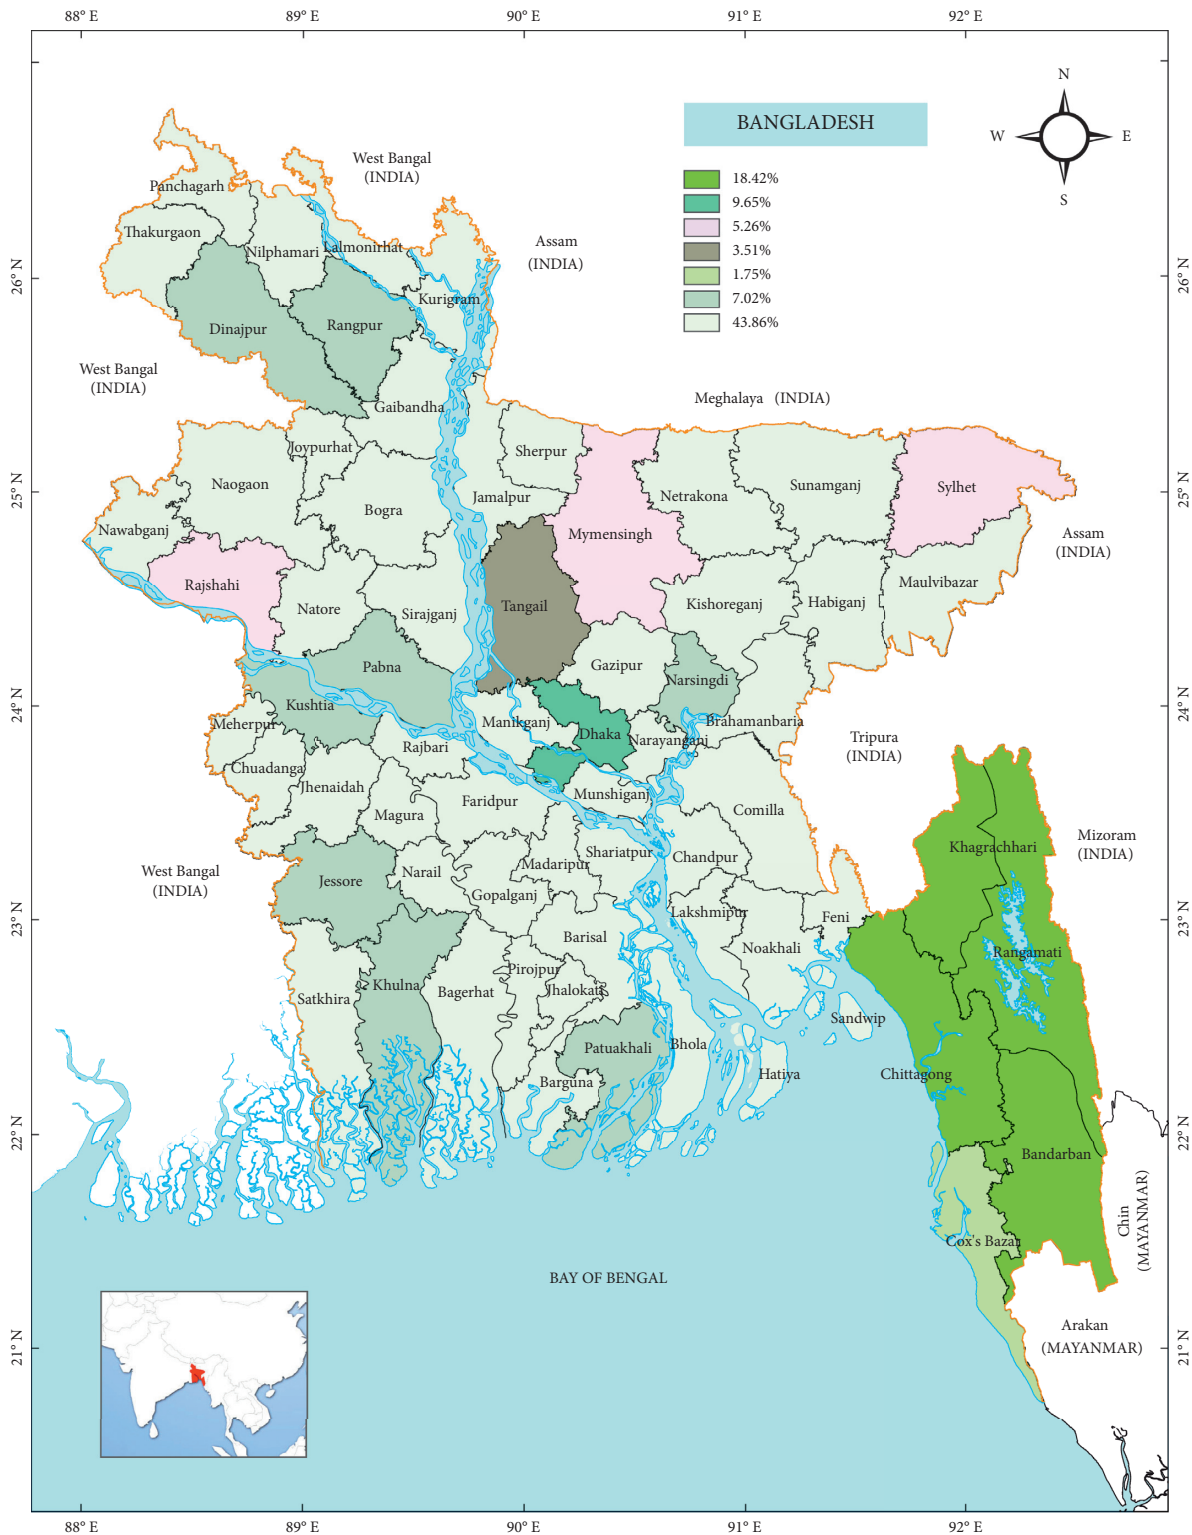 88° E 89° E 90° E 91° E 92° E
N
W E
S
BANGLADESH
18.42%
9.65%
5.26%
3.51%
1.75%
7.02%
43.86%
26° N
25° N
24° N
23° N
22° N
21° N
26° N
25° N
24° N
23° N
22° N
21° N
West Bangal
(INDIA)
Panchagarh
Thakurgaon
Nilphamari
Lalmonirhat
Assam
(INDIA)
Kurigram
Dinajpur
Rangpur
West Bangal
(INDIA)
Gaibandha
Meghalaya (INDIA)
Joypurhat
Sherpur
Naogaon
Sunamganj
Sylhet
Jamalpur
Netrakona
Bogra
Nawabganj
Mymensingh
Assam
(INDIA)
Rajshahi
Maulvibazar
Natore
Sirajganj
Tangail
Kishoreganj
Habiganj
Pabna
Gazipur
Narsingdi
Kushtia
Meherpur
Manikganj
Dhaka
Brahamanbaria
Narayanganj
Rajbari
Tripura
(INDIA)
Chuadanga
Jhenaidah
Faridpur
Munshiganj
Magura
Comilla
Mizoram
(INDIA)
Khagrachhari
West Bangal
(INDIA)
Jessore
Narail
Madaripur
Shariatpur
Chandpur
Gopalganj
Lakshmipur
Feni
Barisal
Noakhali
Rangamati
Pirojpur
Satkhira
Khulna
Bagerhat
Jhalokati
Sandwip
Patuakhali
Bhola
Hatiya
Chittagong
Barguna
Bandarban
Chin
(MAYANMAR)
Cox's Bazar
BAY OF BENGAL
Arakan
(MAYANMAR)
88° E 89° E 90° E 91° E 92° E